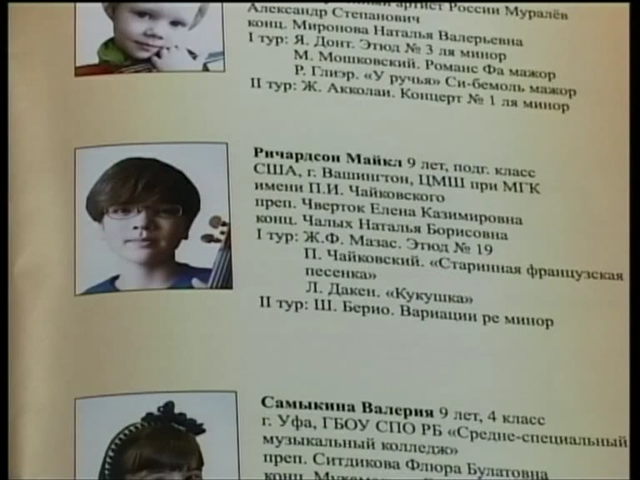 артист России Муралёв
Александр Степанович
конц. Миронова Наталья Валерьевна
I тур: Я. Донт. Этюд № 3 ля минор
М. Мошковский. Романс Фа мажор
Р. Глиэр. «У ручья» Си-бемоль мажор
II тур: Ж. Акколаи. Концерт № 1 ля минор
Ричардсон Майкл 9 лет, подг. класс
США, г. Вашингтон, ЦМШ при МГК
имени П.И. Чайковского
преп. Чверток Елена Казимировна
конц. Чалых Наталья Борисовна
I тур: Ж.Ф. Мазас. Этюд № 19
П. Чайковский. «Старинная французская
песенка»
Л. Дакен. «Кукушка»
II тур: Ш. Берио. Вариации ре минор
Самыкина Валерия 9 лет, 4 класс
г. Уфа, ГБОУ СПО РБ «Средне-специальный
музыкальный колледж»
преп. Ситдикова Флюра Булатовна
конц.